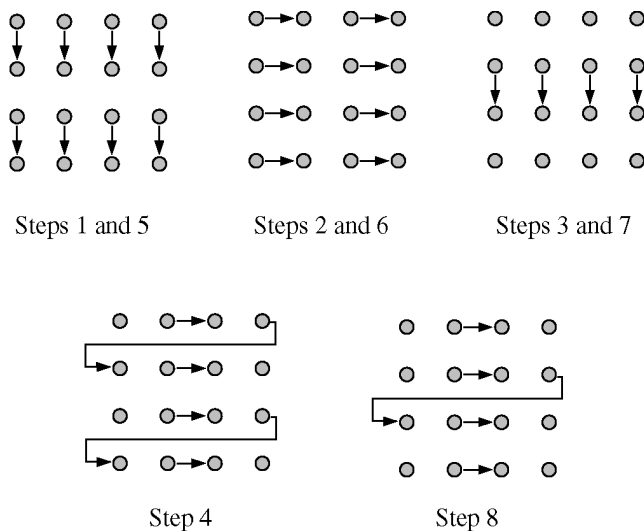 Steps 1 and 5
Steps 2 and 6
Steps 3 and 7
Step 4
Step 8